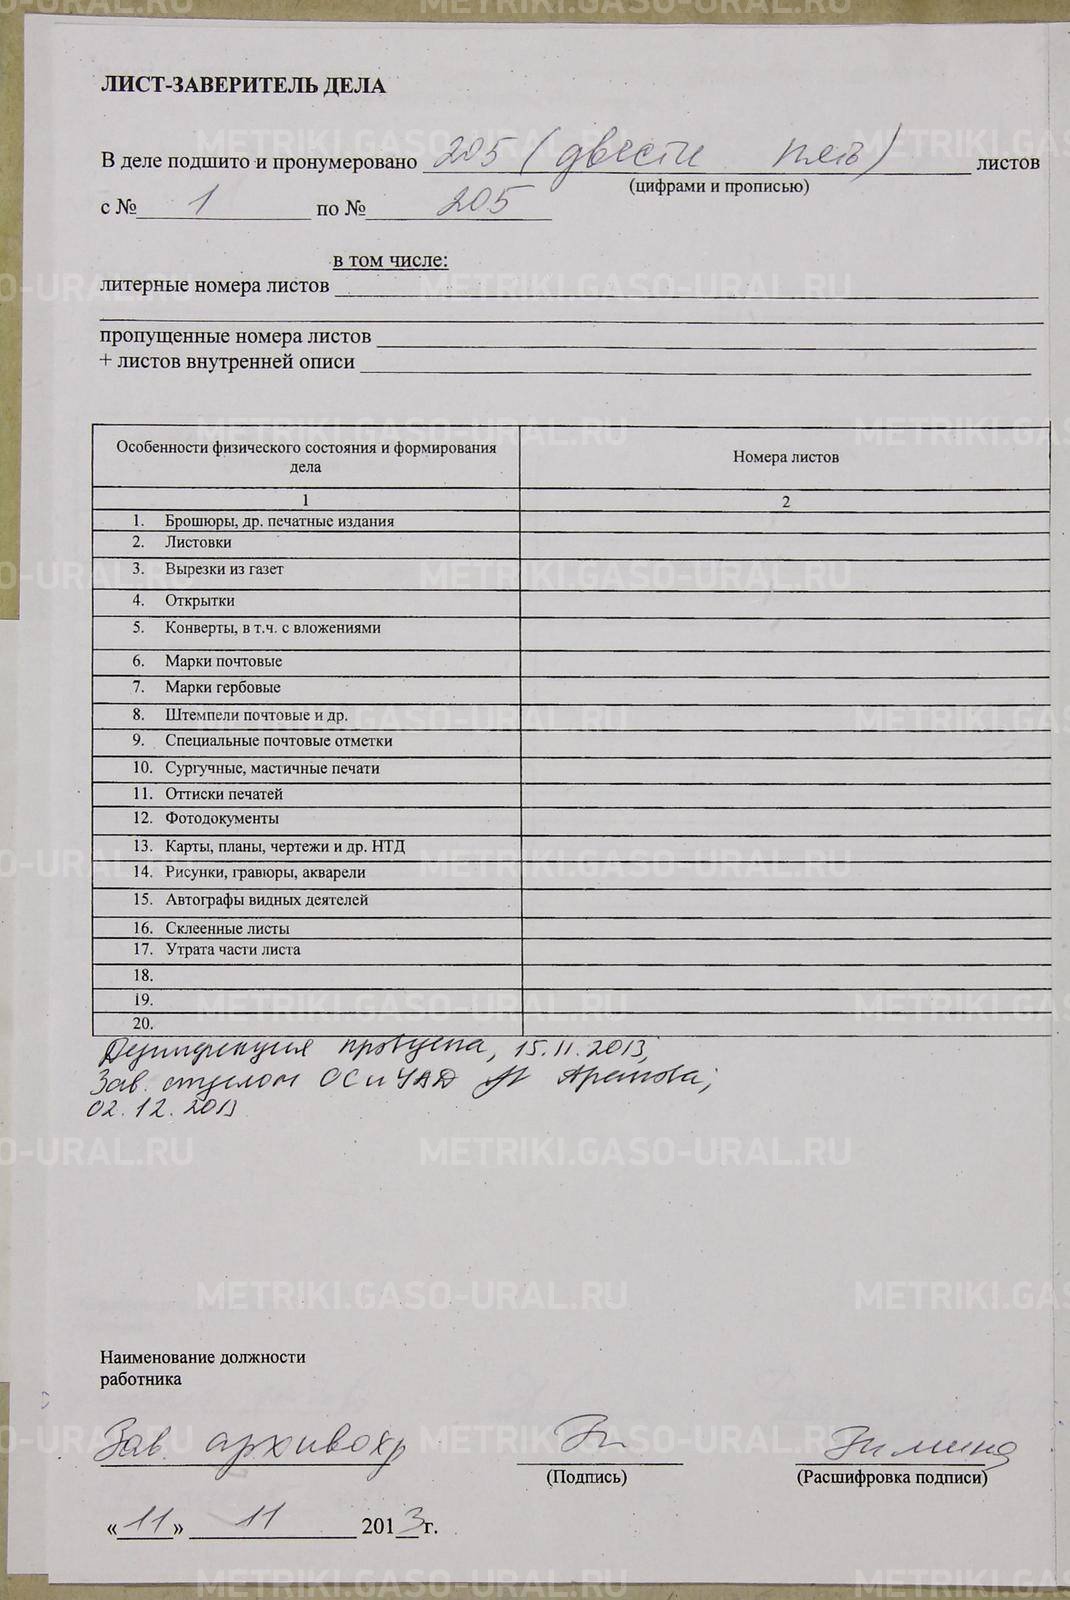 ЛИСТ-ЗАВЕРИТЕЛЬ ДЕЛА
В деле подшито и пронумеровано 205 (двести пять) листов
(цифрами и прописью)
с № 1 по № 205
в том числе:
литерные номера листов
пропущенные номера листов
+ листов внутренней описи
Особенности физического состояния и формирования дела Номера листов
1 2
1. Брошюры, др. печатные издания
2. Листовки
3. Вырезки из газет
4. Открытки
5. Конверты, в т.ч. с вложениями
6. Марки почтовые
7. Марки гербовые
8. Штемпели почтовые и др.
9. Специальные почтовые отметки
10. Сургучные, мастичные печати
11. Оттиски печатей
12. Фотодокументы
13. Карты, планы, чертежи и др. НТД
14. Рисунки, гравюры, акварели
15. Автографы видных деятелей
16. Склеенные листы
17. Утрата части листа
18.
19.
20.
Дезинфекция проведена, 15.11.2013,
Зав. отделом ОС и УАД
02.12.2013
Наименование должности
работника
Зав. архивохр Зимина
(Подпись) (Расшифровка подписи)
«11» 11 2013 г.
METRIKI.GASO-URAL.RU